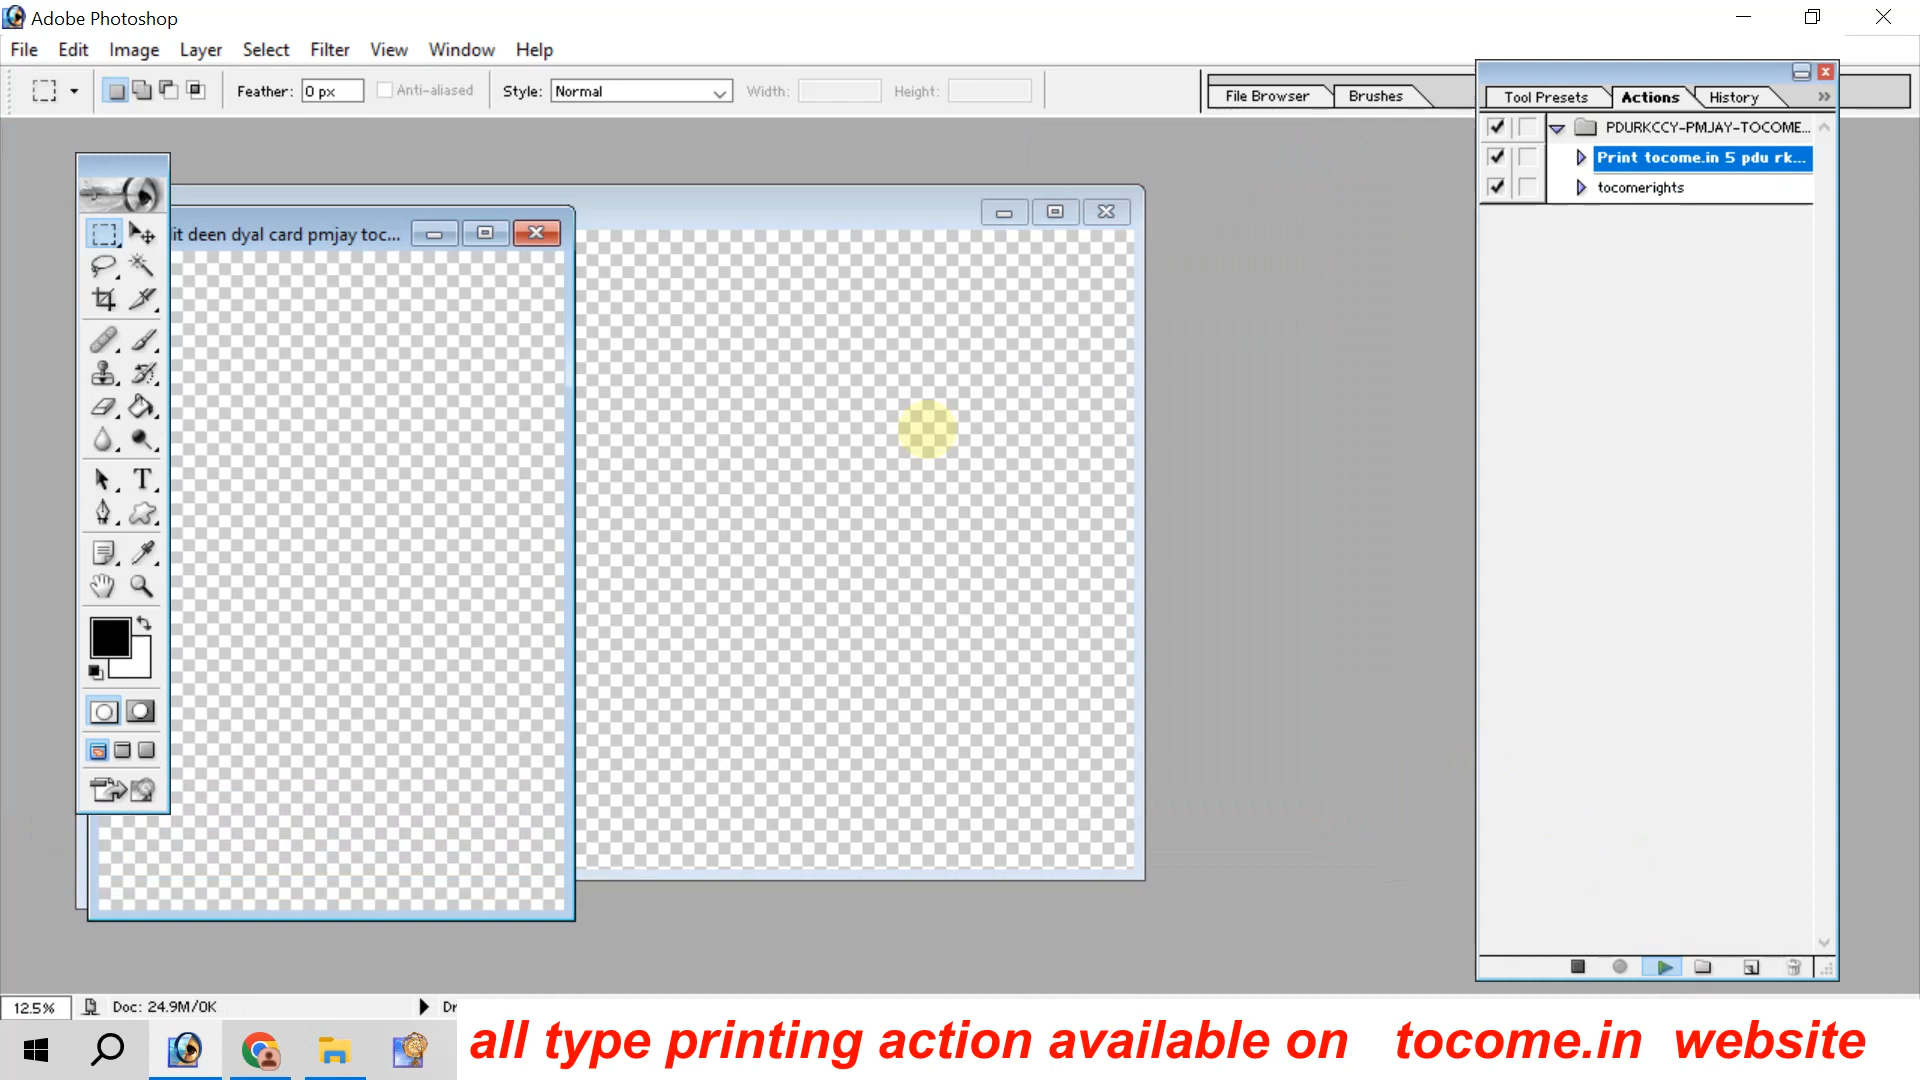 Adobe Photoshop
File Edit Image Layer Select Filter View Window Help
Feather: 0 px Anti-aliased Style: Normal Width: Height: File Browser Brushes
Tool Presets Actions History
PDURKCCY-PMJAY-TOCOME...
Print tocome.in 5 pdu rk...
tocomerights
it deen dyal card pmjay toc...
T
12.5% Doc: 24.9M/0K Dr
all type printing action available on tocome.in website